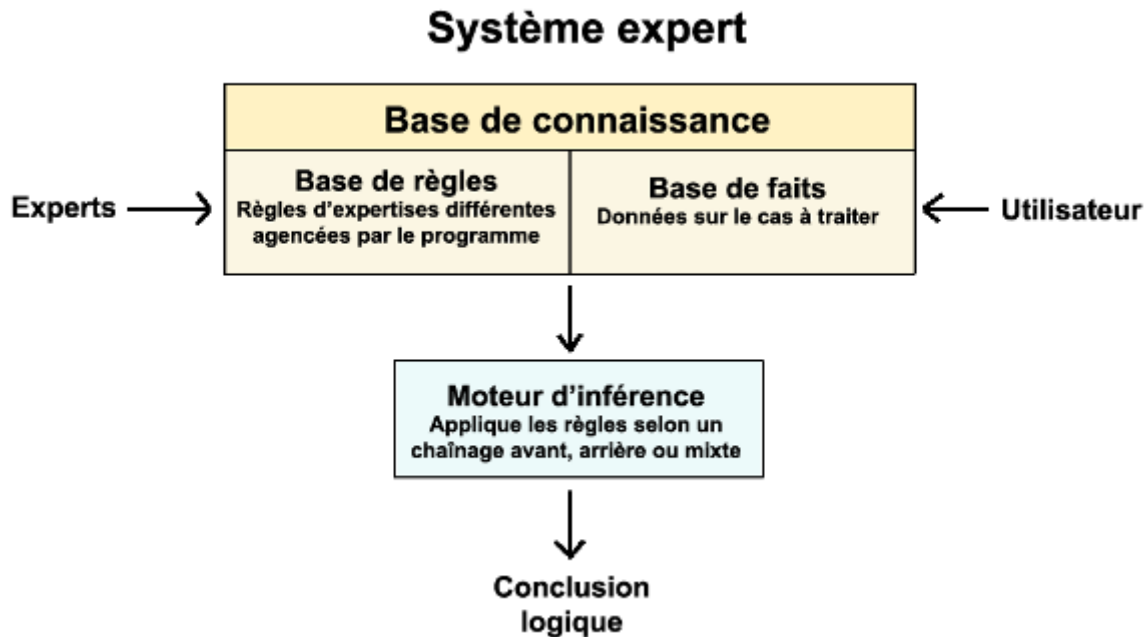 Système expert
Base de connaissance
Experts
Base de règles
Règles d'expertises différentes
agencées par le programme
Base de faits
Données sur le cas à traiter
Utilisateur
Moteur d'inférence
Applique les règles selon un
chaînage avant, arrière ou mixte
Conclusion
logique